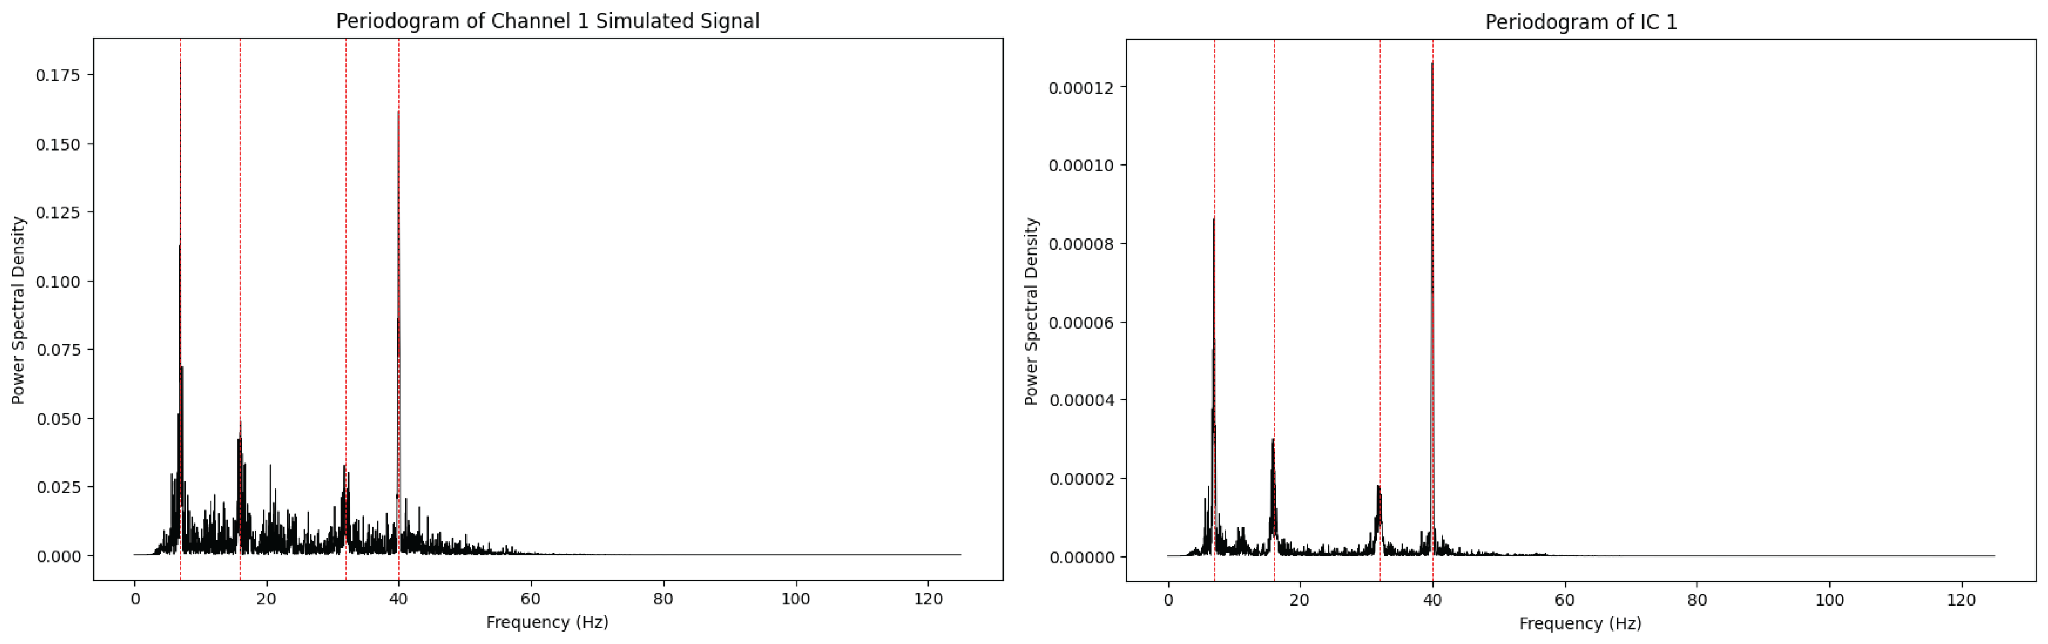 Periodogram of Channel 1 Simulated Signal
Power Spectral Density
0.175
0.150
0.125
0.100
0.075
0.050
0.025
0.000
0 20 40 60 80 100 120
Frequency (Hz)
Periodogram of IC 1
Power Spectral Density
0.00012
0.00010
0.00008
0.00006
0.00004
0.00002
0.00000
0 20 40 60 80 100 120
Frequency (Hz)